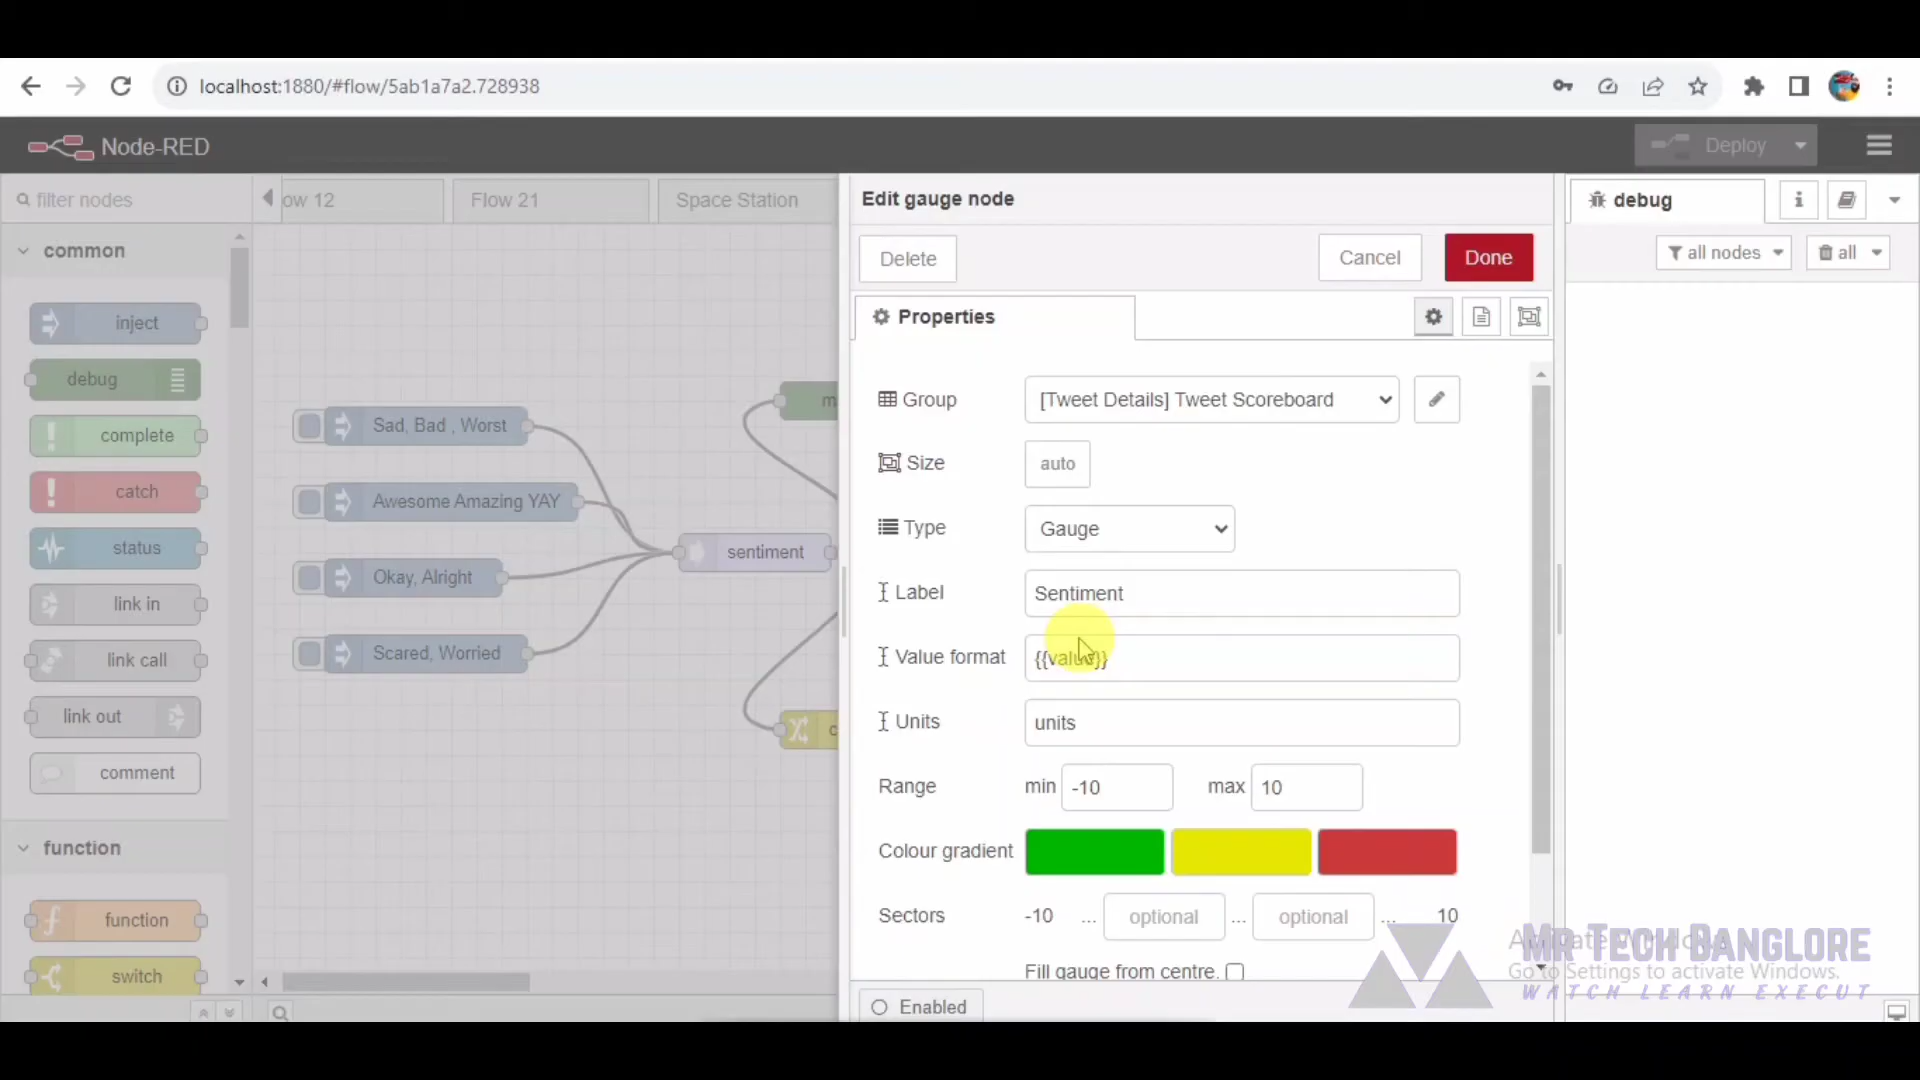 localhost:1880/#flow/5ab1a7a2.728938
Node-RED
Deploy
filter nodes
ow 12
Flow 21
Space Station
Edit gauge node
debug
Delete
Cancel
Done
all nodes
all
common
Properties
inject
debug
complete
catch
status
link in
link call
link out
comment
function
function
switch
Sad, Bad , Worst
Awesome Amazing YAY
Okay, Alright
Scared, Worried
sentiment
m
c
Group
[Tweet Details] Tweet Scoreboard
Size
auto
Type
Gauge
Label
Sentiment
Value format
{{value}}
Units
units
Range
min -10
max 10
Colour gradient
Sectors
-10 ... optional ... optional ... 10
Fill gauge from centre.
Enabled
Activate Windows
Go to Settings to activate Windows.
MR TECH BANGLORE
WATCH LEARN EXECUT